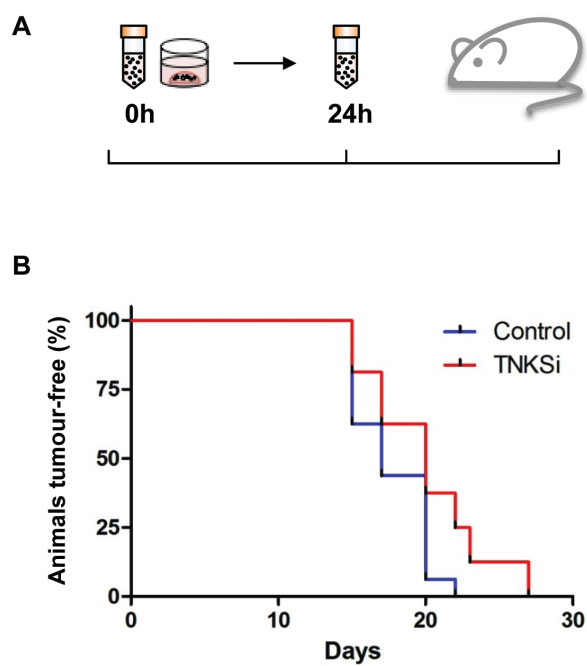 A
0h
24h
B
Animals tumour-free (%)
100
75
50
25
0
0
10
20
30
Days
Control
TNKSi